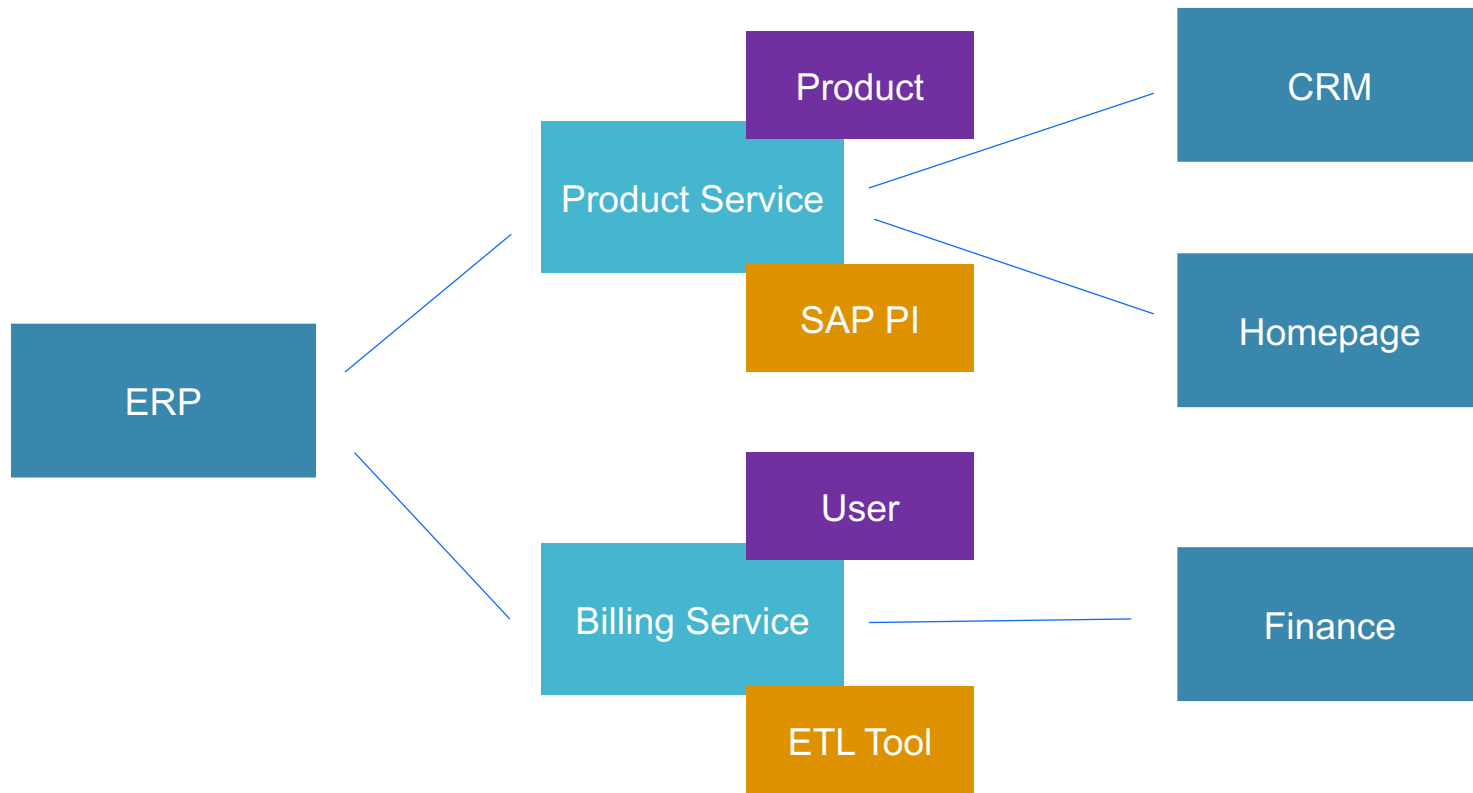 Product
CRM
Product Service
SAP PI
Homepage
ERP
User
Billing Service
Finance
ETL Tool